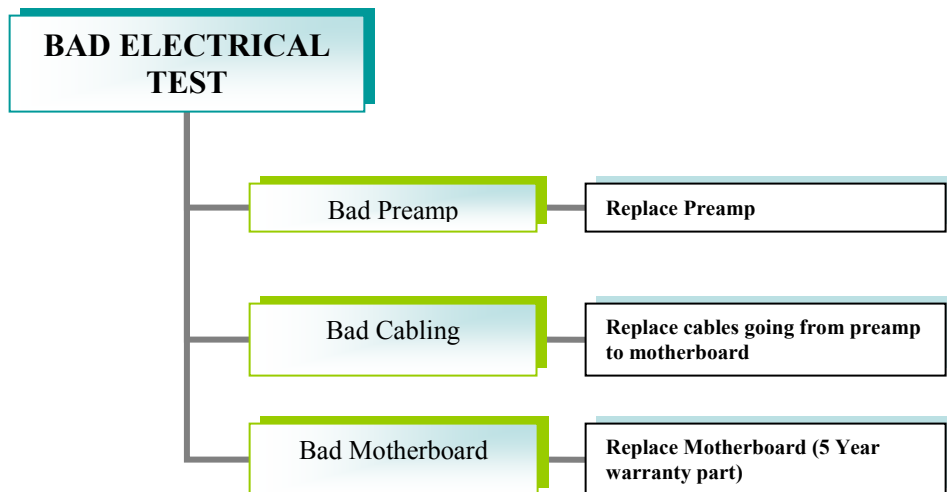 BAD ELECTRICAL
TEST
Bad Preamp
Replace Preamp
Bad Cabling
Replace cables going from preamp
to motherboard
Bad Motherboard
Replace Motherboard (5 Year
warranty part)